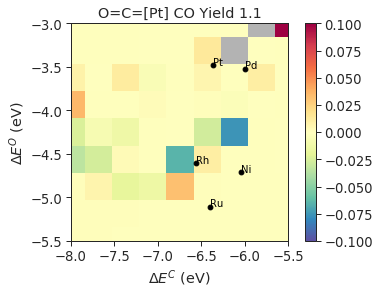 O=C=[Pt] CO Yield 1.1
−3.0
−3.5
−4.0
−4.5
−5.0
−5.5
ΔE^O (eV)
Pt
Pd
Rh
Ni
Ru
−8.0 −7.5 −7.0 −6.5 −6.0 −5.5
ΔE^C (eV)
0.100
0.075
0.050
0.025
0.000
−0.025
−0.050
−0.075
−0.100